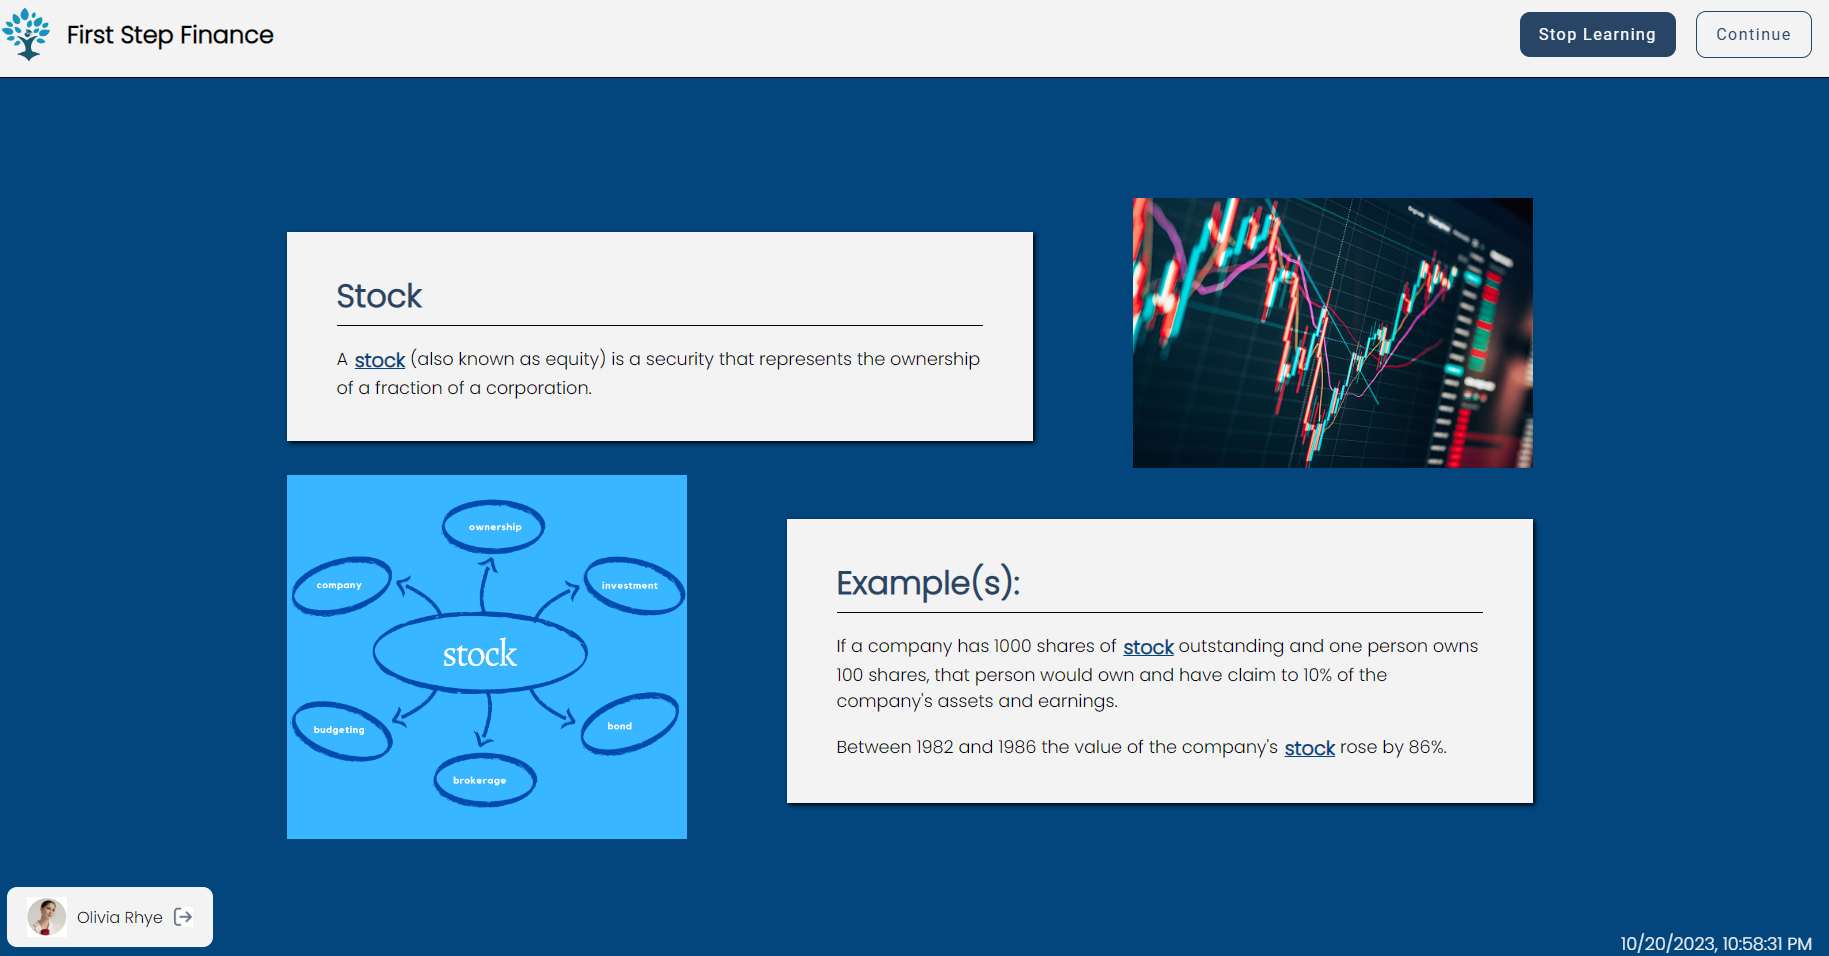 First Step Finance
Stop Learning
Continue
Stock
A stock (also known as equity) is a security that represents the ownership
of a fraction of a corporation.
ownership
company
investment
stock
budgeting
bond
brokerage
Example(s):
If a company has 1000 shares of stock outstanding and one person owns
100 shares, that person would own and have claim to 10% of the
company's assets and earnings.
Between 1982 and 1986 the value of the company's stock rose by 86%.
Olivia Rhye
10/20/2023, 10:58:31 PM